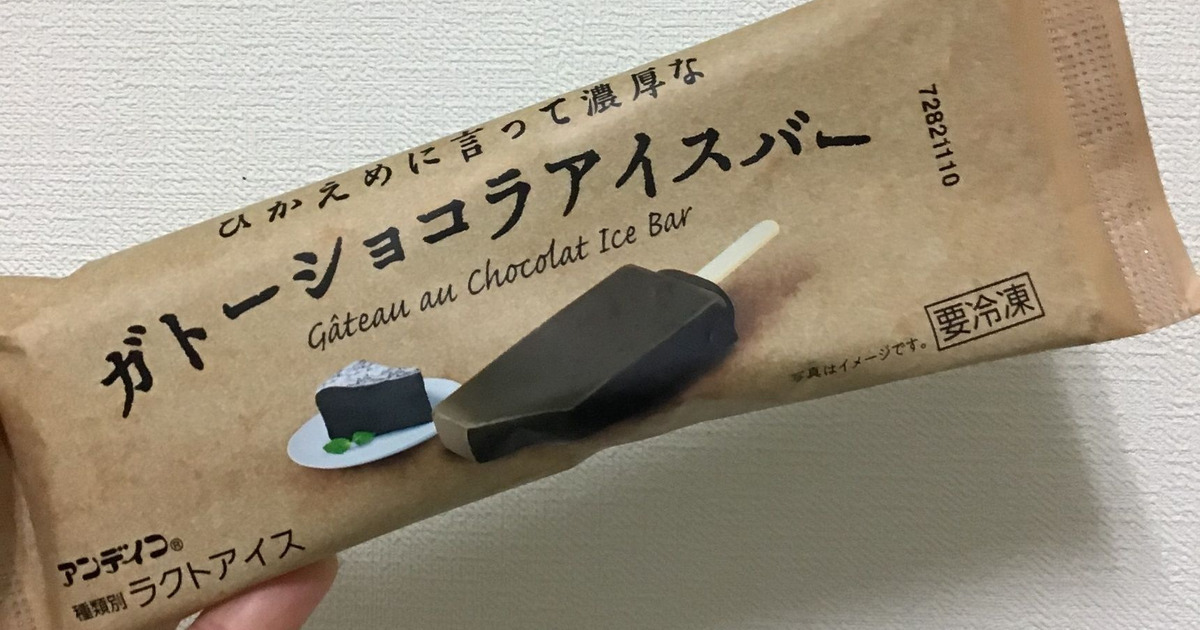 ひかえめに言って濃厚な
ガトーショコラアイスバー
Gâteau au Chocolat Ice Bar
72821110
要冷凍
写真はイメージです。
アンデイコ®
種類別 ラクトアイス